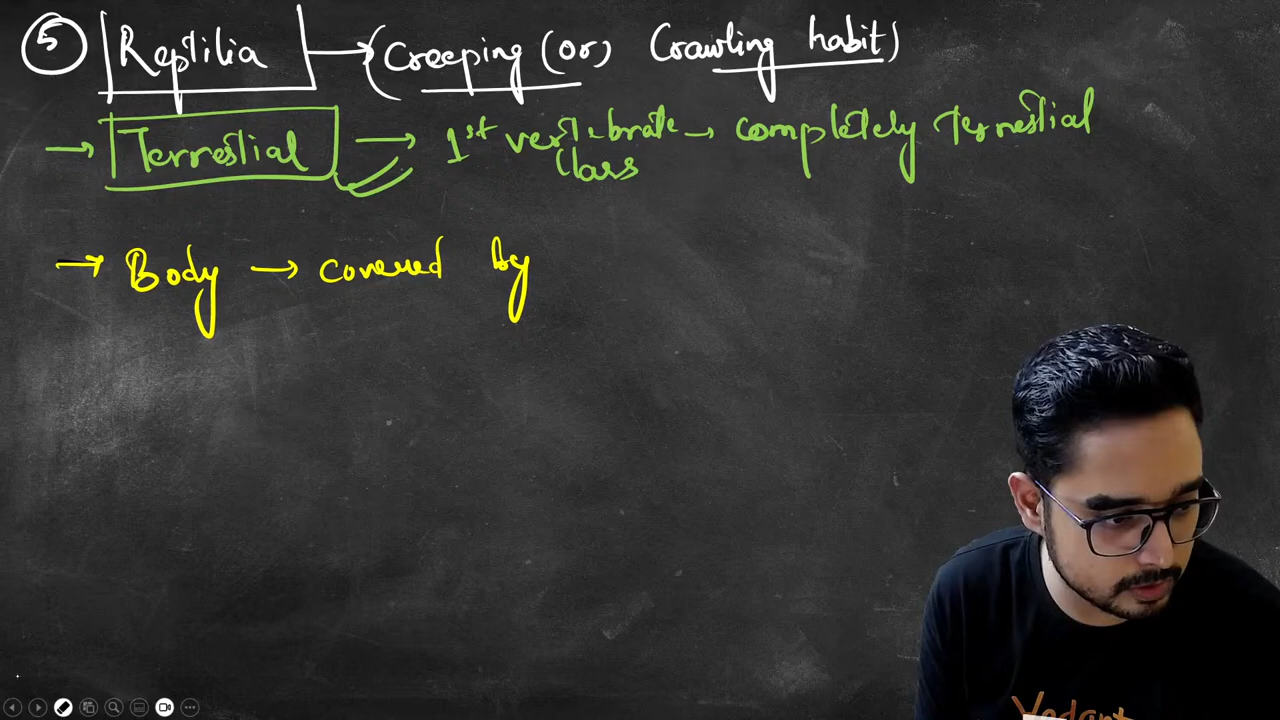 5 Reptilia → (Creeping (or) Crawling habit)
→ Terrestial → 1st vertebrate class → completely Terrestial
→ Body → covered by